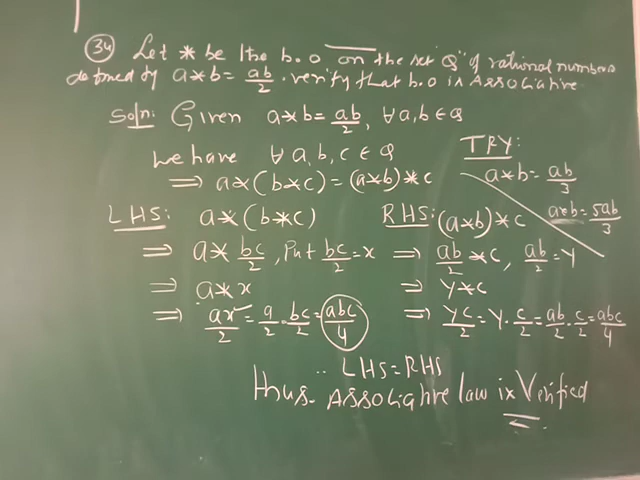 34 Let * be the b.o on the set "Q" of rational numbers
defined by a*b = ab/2. verify that b.o is Associative
Soln: Given a*b = ab/2, ∀ a,b ∈ Q
we have ∀ a,b,c ∈ Q
⇒ a*(b*c) = (a*b)*c
TRY:
a*b = ab/3
a*b = 5ab/3
LHS: a*(b*c)
⇒ a* bc/2, Put bc/2 = x
⇒ a*x
⇒ ax/2 = a/2 . bc/2 = abc/4
RHS: (a*b)*c
⇒ ab/2 *c, ab/2 = y
⇒ y*c
⇒ yc/2 = y . c/2 = ab/2 . c/2 = abc/4
∴ LHS = RHS
thus Associative law is Verified